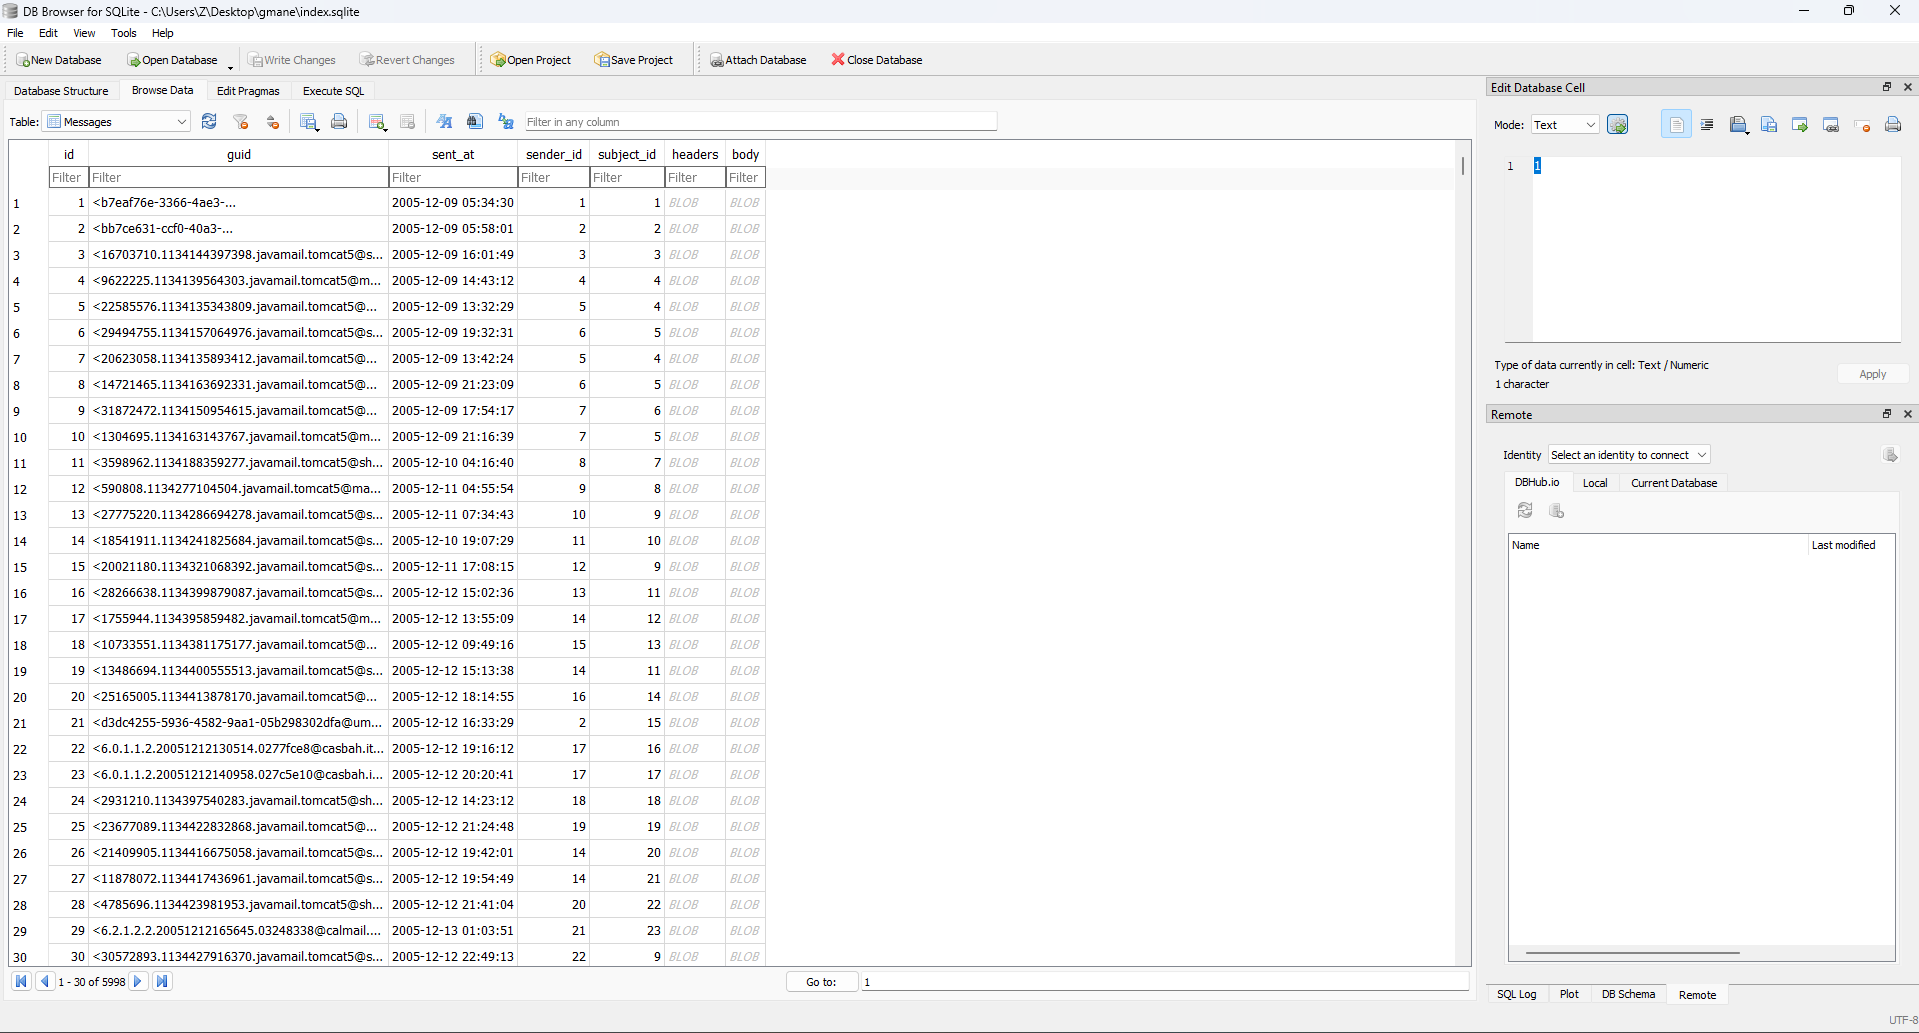 DB Browser for SQLite - C:\Users\Z\Desktop\gmane\index.sqlite
File Edit View Tools Help
New Database Open Database Write Changes Revert Changes Open Project Save Project Attach Database Close Database
Database Structure Browse Data Edit Pragmas Execute SQL
Table: Messages Filter in any column
id guid sent_at sender_id subject_id headers body
Filter Filter Filter Filter Filter Filter Filter
1 1 <b7eaf76e-3366-4ae3-... 2005-12-09 05:34:30 1 1 BLOB BLOB
2 2 <bb7ce631-ccf0-40a3-... 2005-12-09 05:58:01 2 2 BLOB BLOB
3 3 <16703710.1134144397398.javamail.tomcat5@s... 2005-12-09 16:01:49 3 3 BLOB BLOB
4 4 <9622225.1134139564303.javamail.tomcat5@m... 2005-12-09 14:43:12 4 4 BLOB BLOB
5 5 <22585576.1134135343809.javamail.tomcat5@... 2005-12-09 13:32:29 5 4 BLOB BLOB
6 6 <29494755.1134157064976.javamail.tomcat5@s... 2005-12-09 19:32:31 6 5 BLOB BLOB
7 7 <20623058.1134135893412.javamail.tomcat5@... 2005-12-09 13:42:24 5 4 BLOB BLOB
8 8 <14721465.1134163692331.javamail.tomcat5@... 2005-12-09 21:23:09 6 5 BLOB BLOB
9 9 <31872472.1134150954615.javamail.tomcat5@... 2005-12-09 17:54:17 7 6 BLOB BLOB
10 10 <1304695.1134163143767.javamail.tomcat5@m... 2005-12-09 21:16:39 7 5 BLOB BLOB
11 11 <3598962.1134188359277.javamail.tomcat5@sh... 2005-12-10 04:16:40 8 7 BLOB BLOB
12 12 <590808.1134277104504.javamail.tomcat5@ma... 2005-12-11 04:55:54 9 8 BLOB BLOB
13 13 <27775220.1134286694278.javamail.tomcat5@s... 2005-12-11 07:34:43 10 9 BLOB BLOB
14 14 <18541911.1134241825684.javamail.tomcat5@s... 2005-12-10 19:07:29 11 10 BLOB BLOB
15 15 <20021180.1134321068392.javamail.tomcat5@s... 2005-12-11 17:08:15 12 9 BLOB BLOB
16 16 <28266638.1134399879087.javamail.tomcat5@s... 2005-12-12 15:02:36 13 11 BLOB BLOB
17 17 <1755944.1134395859482.javamail.tomcat5@m... 2005-12-12 13:55:09 14 12 BLOB BLOB
18 18 <10733551.1134381175177.javamail.tomcat5@... 2005-12-12 09:49:16 15 13 BLOB BLOB
19 19 <13486694.1134400555513.javamail.tomcat5@s... 2005-12-12 15:13:38 14 11 BLOB BLOB
20 20 <25165005.1134413878170.javamail.tomcat5@... 2005-12-12 18:14:55 16 14 BLOB BLOB
21 21 <d3dc4255-5936-4582-9aa1-05b298302dfa@um... 2005-12-12 16:33:29 2 15 BLOB BLOB
22 22 <6.0.1.1.2.20051212130514.0277fce8@casbah.it... 2005-12-12 19:16:12 17 16 BLOB BLOB
23 23 <6.0.1.1.2.20051212140958.027c5e10@casbah.i... 2005-12-12 20:20:41 17 17 BLOB BLOB
24 24 <2931210.1134397540283.javamail.tomcat5@sh... 2005-12-12 14:23:12 18 18 BLOB BLOB
25 25 <23677089.1134422832868.javamail.tomcat5@... 2005-12-12 21:24:48 19 19 BLOB BLOB
26 26 <21409905.1134416675058.javamail.tomcat5@s... 2005-12-12 19:42:01 14 20 BLOB BLOB
27 27 <11878072.1134417436961.javamail.tomcat5@s... 2005-12-12 19:54:49 14 21 BLOB BLOB
28 28 <4785696.1134423981953.javamail.tomcat5@sh... 2005-12-12 21:41:04 20 22 BLOB BLOB
29 29 <6.2.1.2.2.20051212165645.03248338@calmail.... 2005-12-13 01:03:51 21 23 BLOB BLOB
30 30 <30572893.1134427916370.javamail.tomcat5@s... 2005-12-12 22:49:13 22 9 BLOB BLOB
1 - 30 of 5998 Go to: 1
Edit Database Cell
Mode: Text
1 1
Type of data currently in cell: Text / Numeric
1 character
Apply
Remote
Identity Select an identity to connect
DBHub.io Local Current Database
Name Last modified
SQL Log Plot DB Schema Remote
UTF-8